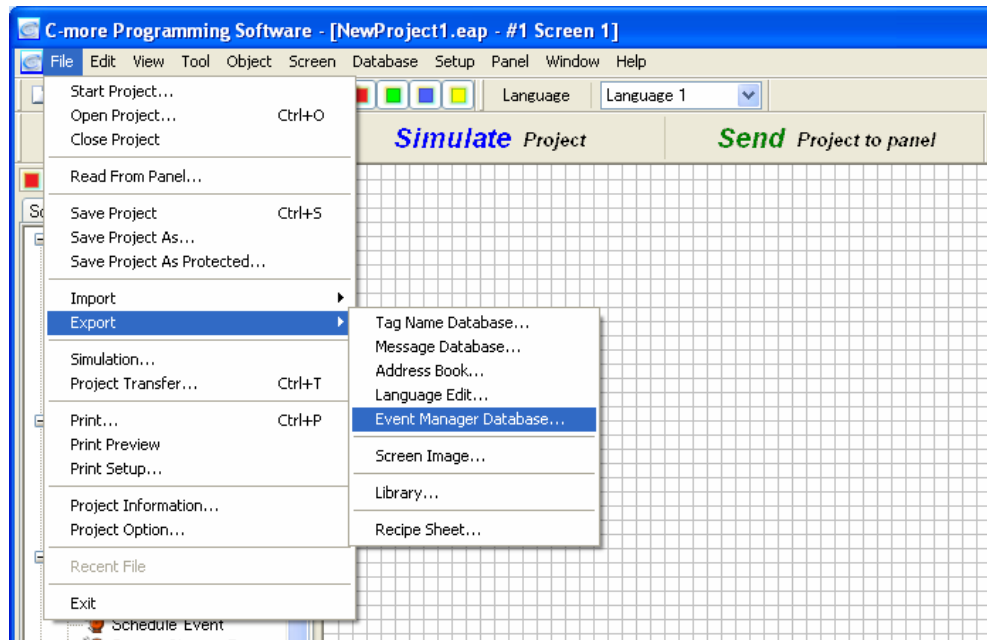 C-more Programming Software - [NewProject1.eap - #1 Screen 1]
File Edit View Tool Object Screen Database Setup Panel Window Help
Language Language 1
Simulate Project Send Project to panel
Start Project...
Open Project... Ctrl+O
Close Project
Read From Panel...
Save Project Ctrl+S
Save Project As...
Save Project As Protected...
Import
Export
Simulation...
Project Transfer... Ctrl+T
Print... Ctrl+P
Print Preview
Print Setup...
Project Information...
Project Option...
Recent File
Exit
Tag Name Database...
Message Database...
Address Book...
Language Edit...
Event Manager Database...
Screen Image...
Library...
Recipe Sheet...
Schedule Event